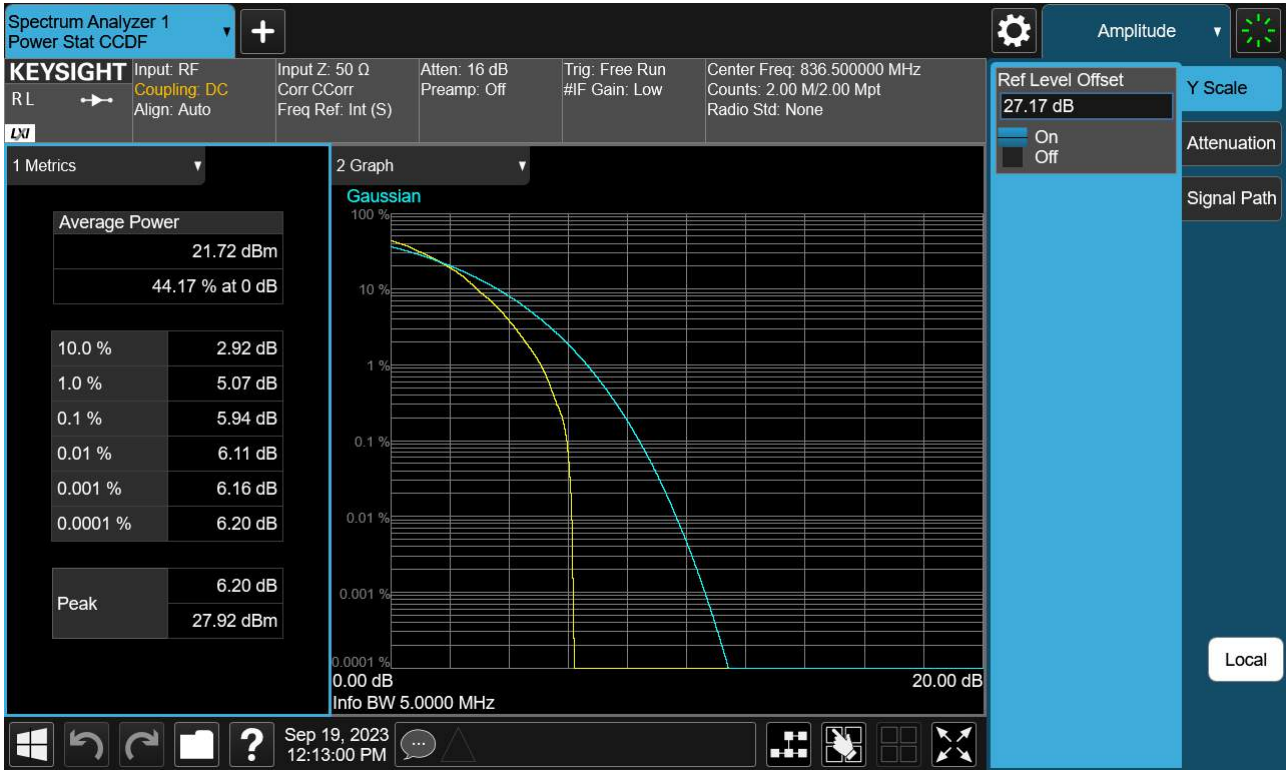 Spectrum Analyzer 1
Power Stat CCDF
▼
+
Amplitude
▼
KEYSIGHT
R L
LXI
Input: RF
Coupling: DC
Align: Auto
Input Z: 50 Ω
Corr CCorr
Freq Ref: Int (S)
Atten: 16 dB
Preamp: Off
Trig: Free Run
#IF Gain: Low
Center Freq: 836.500000 MHz
Counts: 2.00 M/2.00 Mpt
Radio Std: None
Ref Level Offset
27.17 dB
On
Off
Y Scale
Attenuation
Signal Path
Local
1 Metrics
▼
Average Power
21.72 dBm
44.17 % at 0 dB
10.0 % 2.92 dB
1.0 % 5.07 dB
0.1 % 5.94 dB
0.01 % 6.11 dB
0.001 % 6.16 dB
0.0001 % 6.20 dB
Peak
6.20 dB
27.92 dBm
2 Graph
▼
Gaussian
100 %
10 %
1 %
0.1 %
0.01 %
0.001 %
0.0001 %
0.00 dB 20.00 dB
Info BW 5.0000 MHz
?
Sep 19, 2023
12:13:00 PM